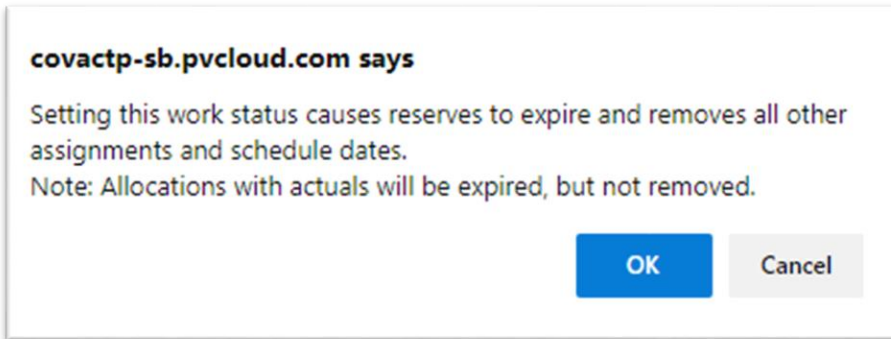 covactp-sb.pvcloud.com says
Setting this work status causes reserves to expire and removes all other
assignments and schedule dates.
Note: Allocations with actuals will be expired, but not removed.
OK
Cancel